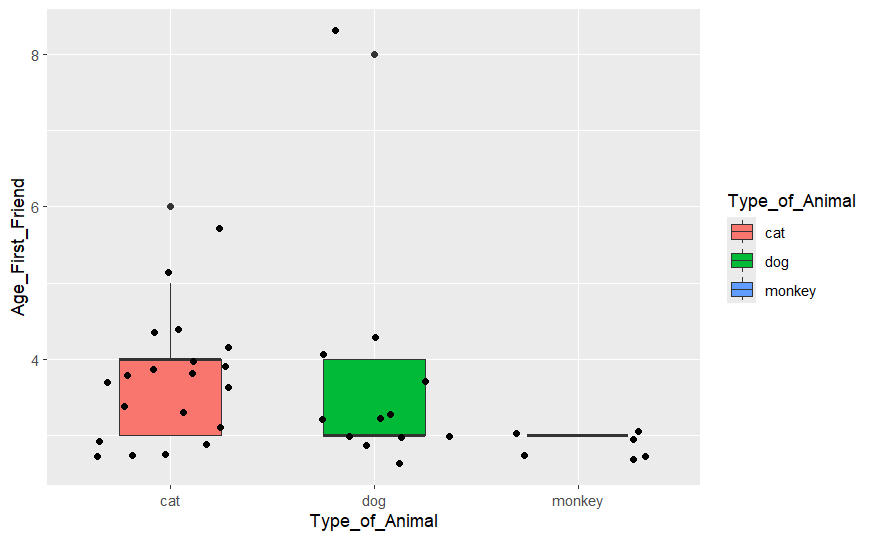 8
6
4
Age_First_Friend
cat
dog
monkey
Type_of_Animal
Type_of_Animal
cat
dog
monkey